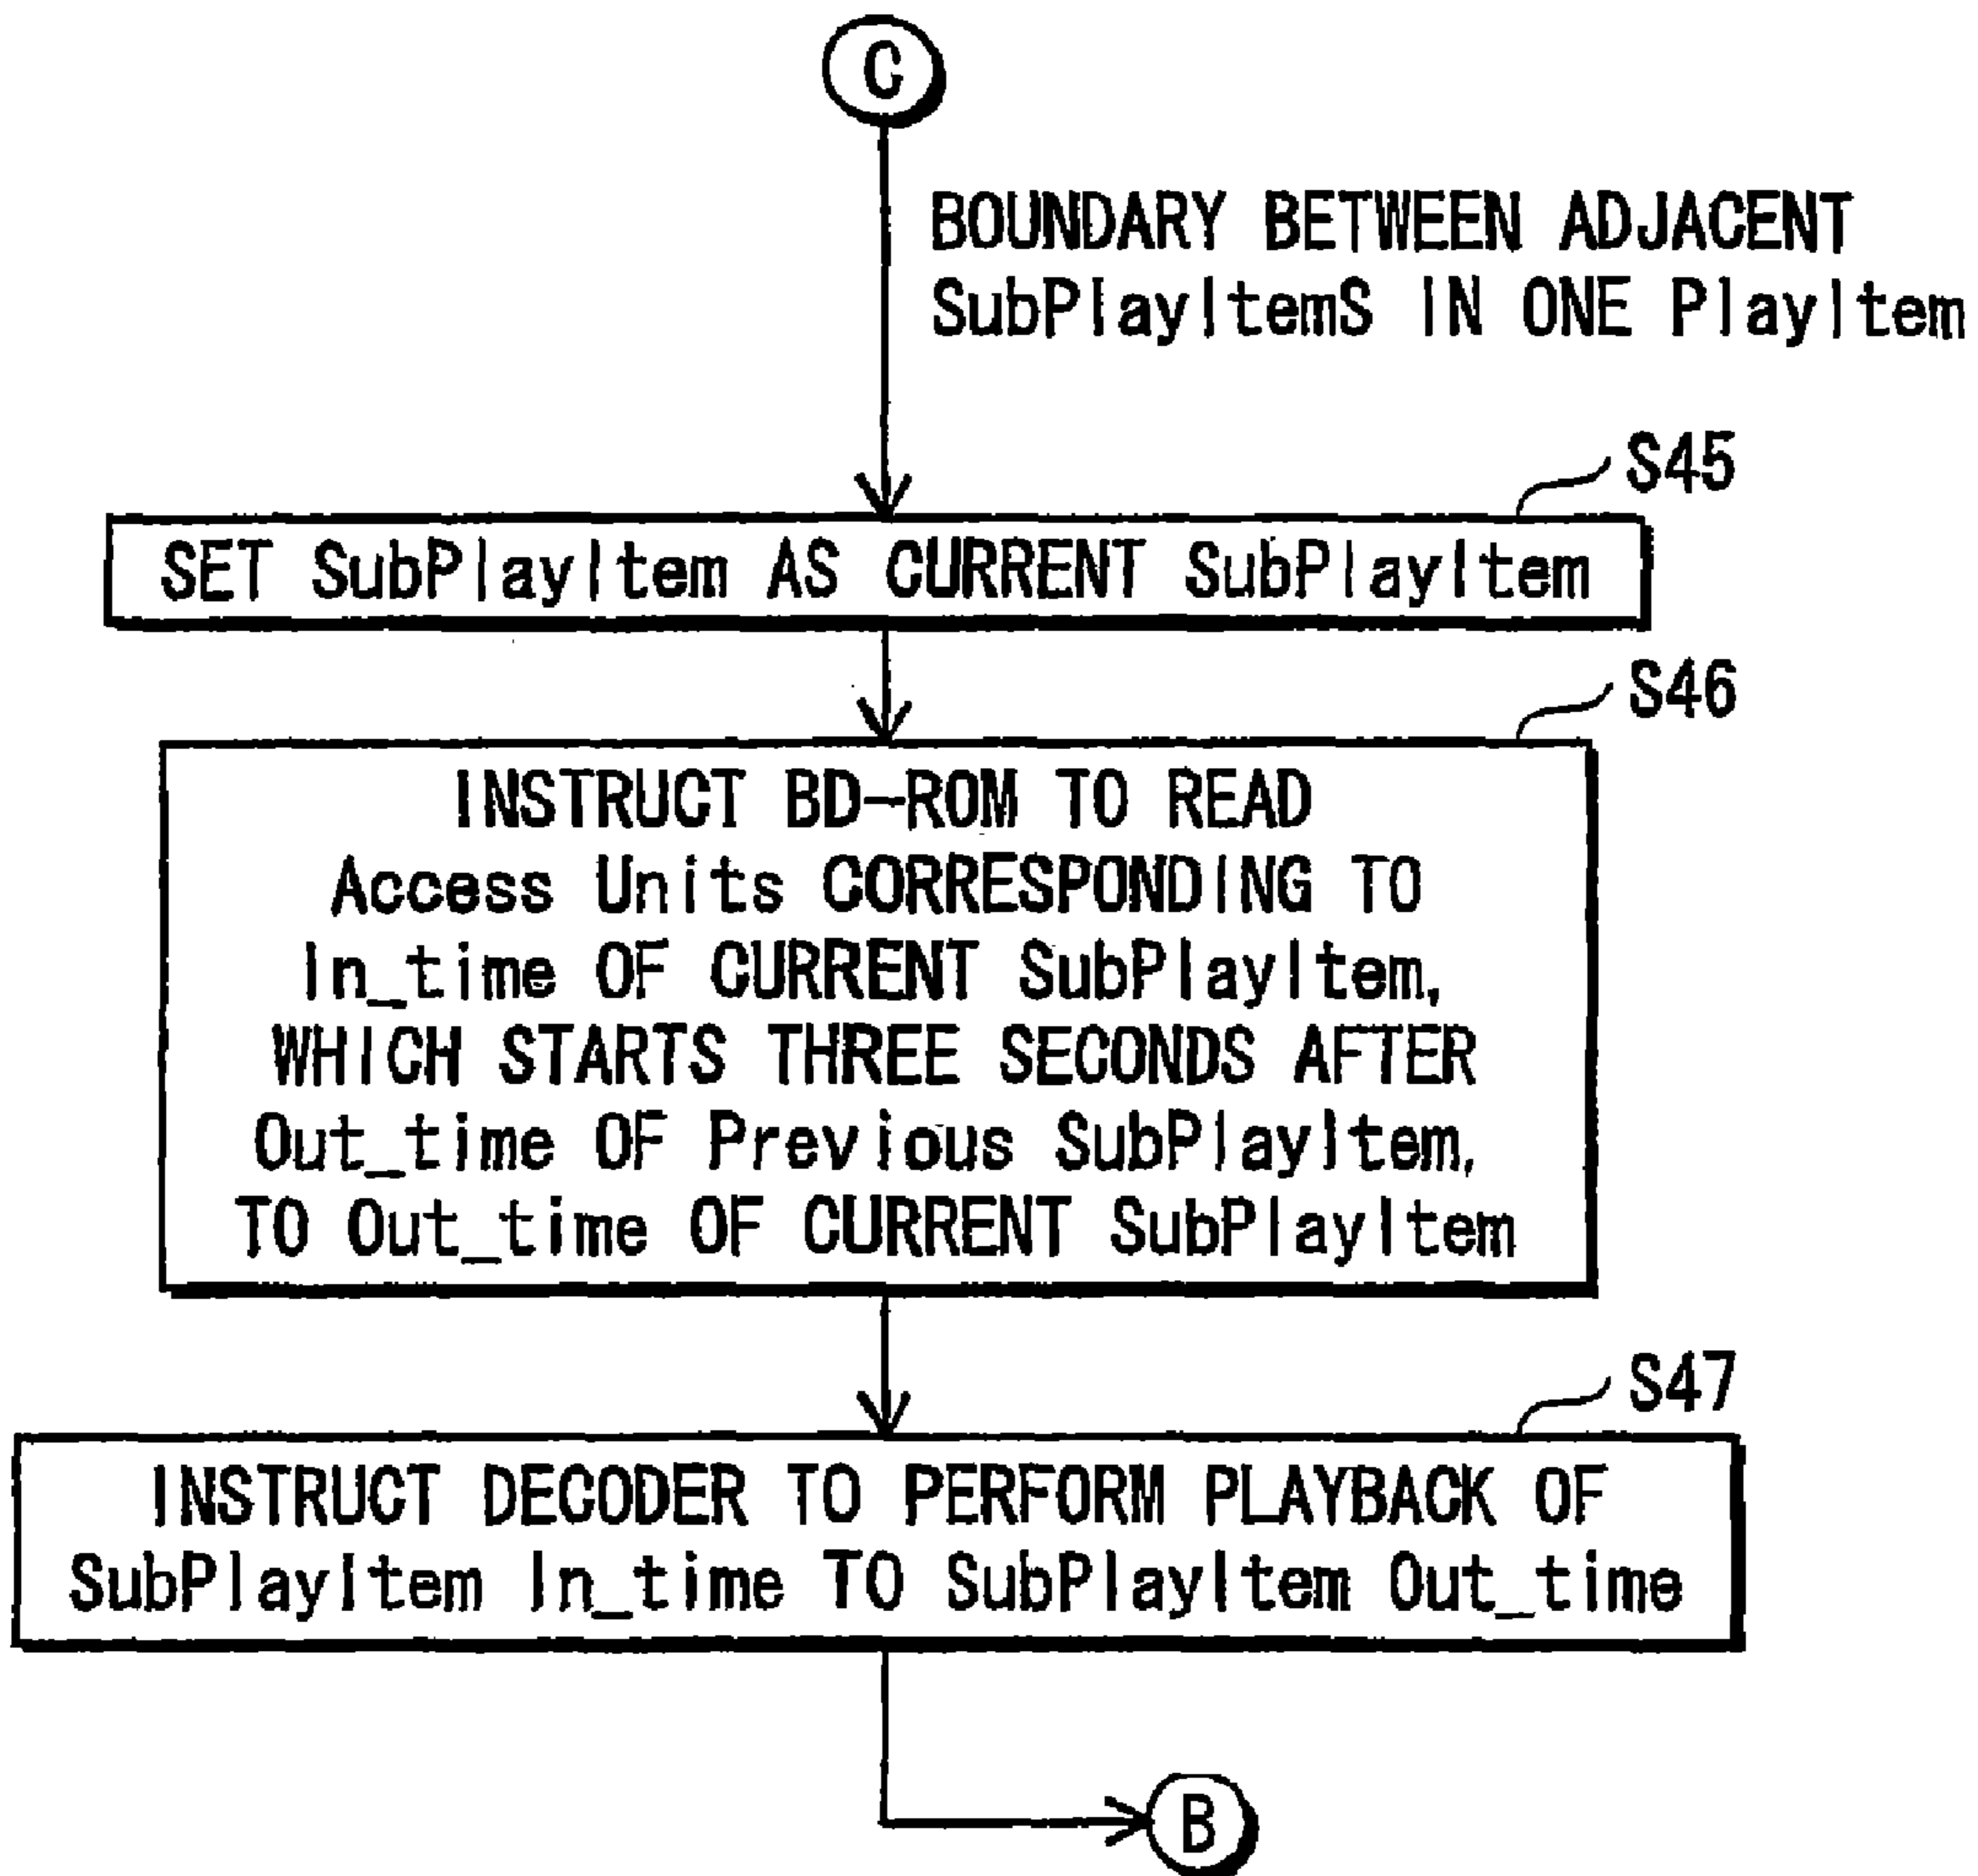 C
BOUNDARY BETWEEN ADJACENT
SubPlayItemS IN ONE PlayItem
S45
SET SubPlayItem AS CURRENT SubPlayItem
S46
INSTRUCT BD-ROM TO READ
Access Units CORRESPONDING TO
In_time OF CURRENT SubPlayItem,
WHICH STARTS THREE SECONDS AFTER
Out_time OF Previous SubPlayItem,
TO Out_time OF CURRENT SubPlayItem
S47
INSTRUCT DECODER TO PERFORM PLAYBACK OF
SubPlayItem In_time TO SubPlayItem Out_time
B